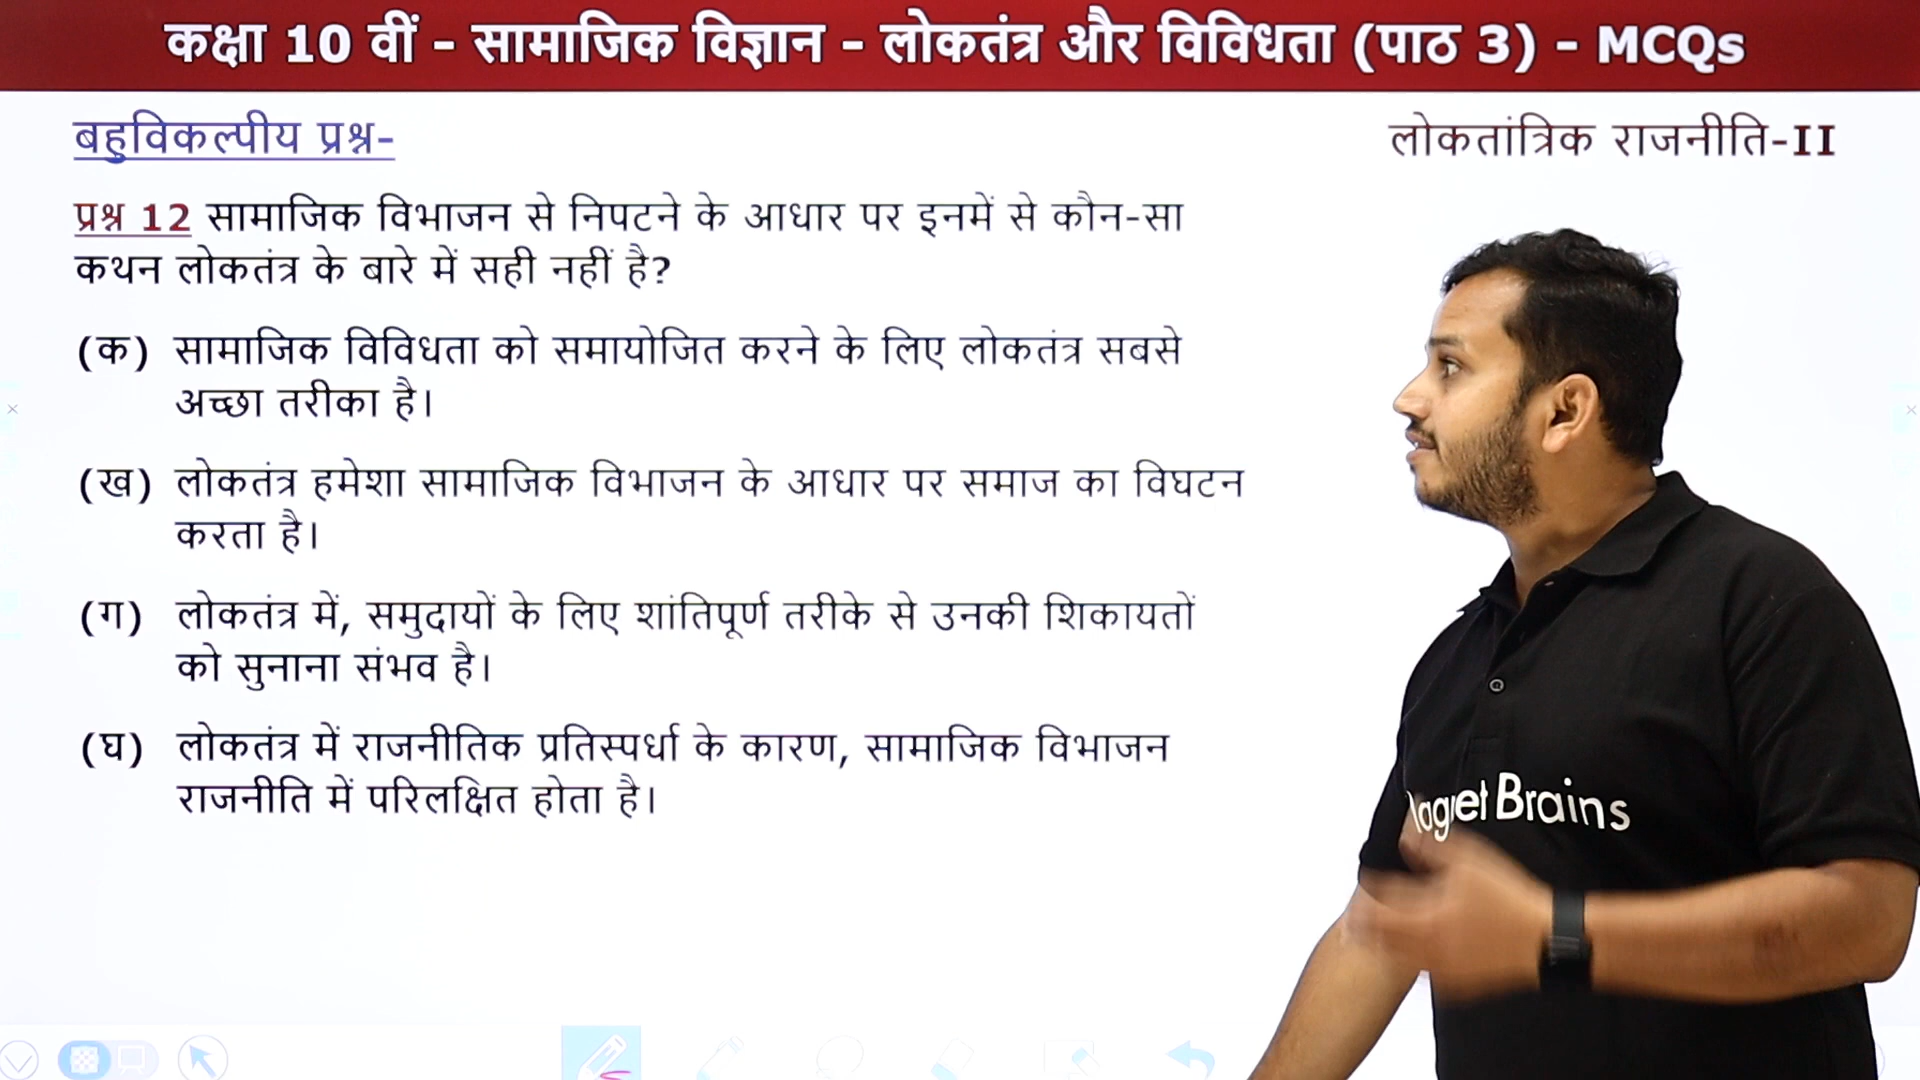 कक्षा 10 वीं - सामाजिक विज्ञान - लोकतंत्र और विविधता (पाठ 3) - MCQs
बहुविकल्पीय प्रश्न-
लोकतांत्रिक राजनीति-II
प्रश्न 12 सामाजिक विभाजन से निपटने के आधार पर इनमें से कौन-सा
कथन लोकतंत्र के बारे में सही नहीं है?
(क) सामाजिक विविधता को समायोजित करने के लिए लोकतंत्र सबसे
अच्छा तरीका है।
(ख) लोकतंत्र हमेशा सामाजिक विभाजन के आधार पर समाज का विघटन
करता है।
(ग) लोकतंत्र में, समुदायों के लिए शांतिपूर्ण तरीके से उनकी शिकायतों
को सुनाना संभव है।
(घ) लोकतंत्र में राजनीतिक प्रतिस्पर्धा के कारण, सामाजिक विभाजन
राजनीति में परिलक्षित होता है।
Brains